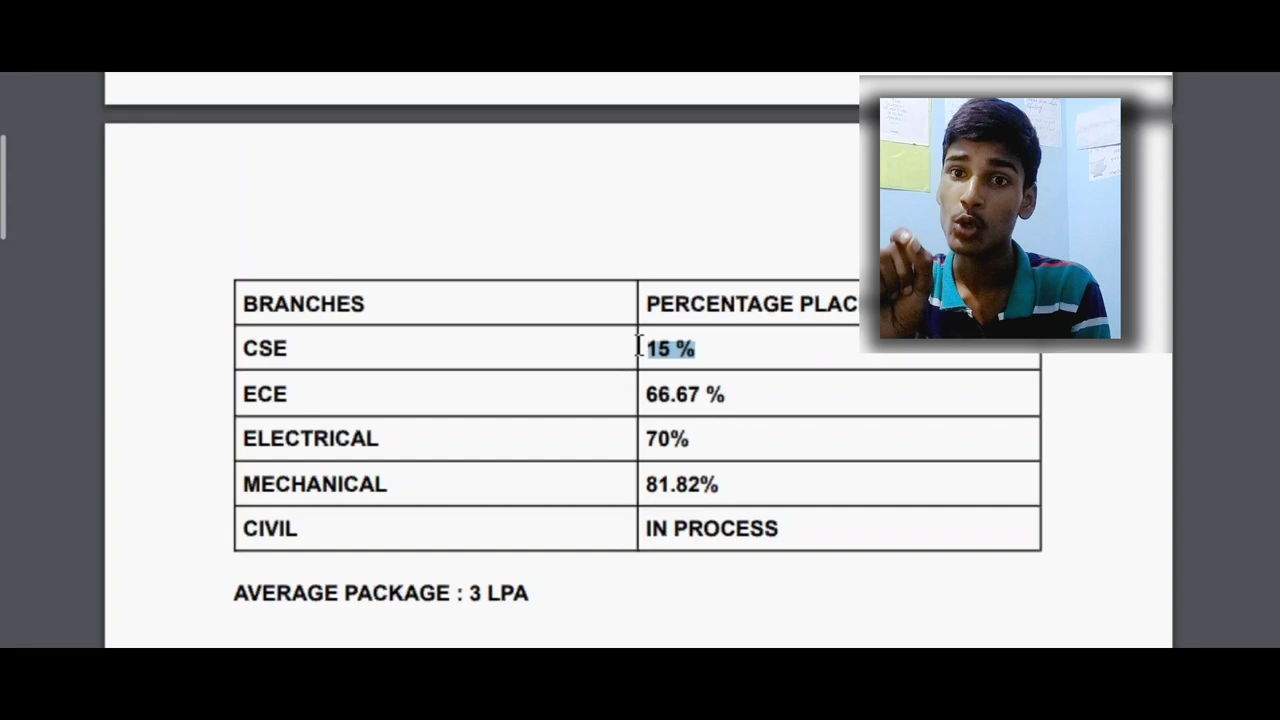 BRANCHES PERCENTAGE
CSE 15 %
ECE 66.67 %
ELECTRICAL 70%
MECHANICAL 81.82%
CIVIL IN PROCESS
AVERAGE PACKAGE : 3 LPA